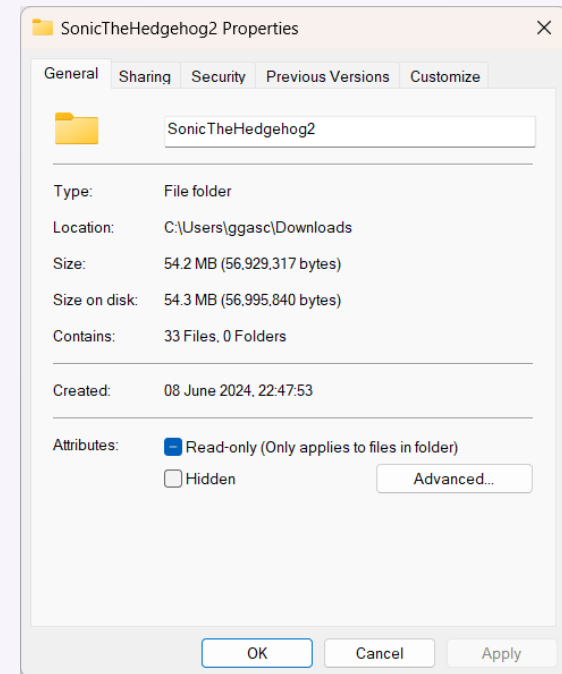 SonicTheHedgehog2 Properties
General Sharing Security Previous Versions Customize
SonicTheHedgehog2
Type: File folder
Location: C:\Users\ggasc\Downloads
Size: 54.2 MB (56,929,317 bytes)
Size on disk: 54.3 MB (56,995,840 bytes)
Contains: 33 Files, 0 Folders
Created: 08 June 2024, 22:47:53
Attributes: Read-only (Only applies to files in folder)
Hidden Advanced...
OK Cancel Apply